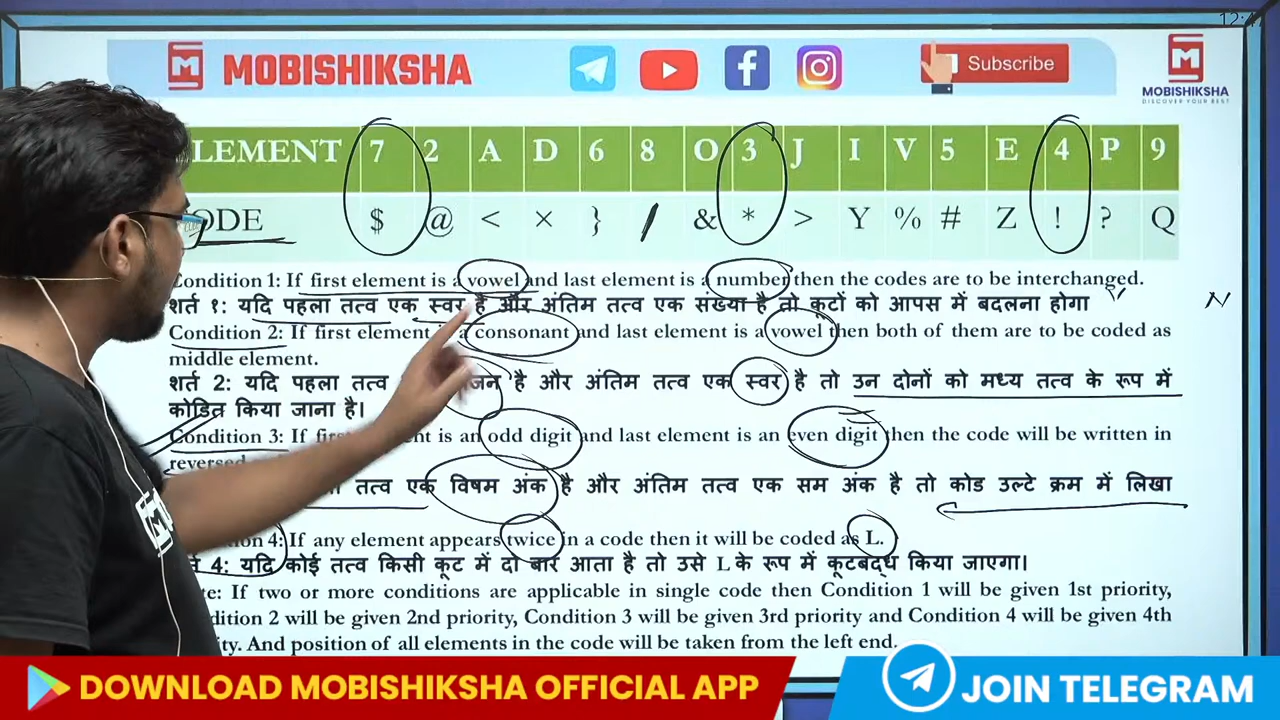 12:4
MOBISHIKSHA
Subscribe
MOBISHIKSHA
DISCOVER YOUR BEST
LEMENT 7 2 A D 6 8 O 3 J I V 5 E 4 P 9
ODE $ @ < × } / & * > Y % # Z ! ? Q
Condition 1: If first element is a vowel and last element is a number then the codes are to be interchanged.
शर्त १: यदि पहला तत्व एक स्वर है और अंतिम तत्व एक संख्या है तो कूटों को आपस में बदलना होगा
N
Condition 2: If first element is a consonant and last element is a vowel then both of them are to be coded as
middle element.
शर्त 2: यदि पहला तत्व है और अंतिम तत्व एक स्वर है तो उन दोनों को मध्य तत्व के रूप में
कोडित किया जाना है।
Condition 3: If is an odd digit and last element is an even digit then the code will be written in
reversed
तत्व एक विषम अंक है और अंतिम तत्व एक सम अंक है तो कोड उल्टे क्रम में लिखा
on 4: If any element appears twice in a code then it will be coded as L.
4: यदि कोई तत्व किसी कूट में दो बार आता है तो उसे L के रूप में कूटबद्ध किया जाएगा।
e: If two or more conditions are applicable in single code then Condition 1 will be given 1st priority,
dition 2 will be given 2nd priority, Condition 3 will be given 3rd priority and Condition 4 will be given 4th
ty. And position of all elements in the code will be taken from the left end.
DOWNLOAD MOBISHIKSHA OFFICIAL APP
JOIN TELEGRAM